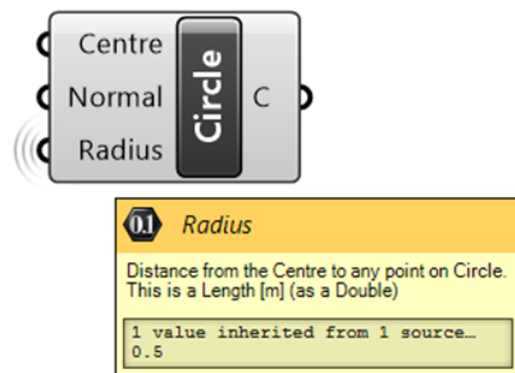 Centre
Normal
Radius
Circle
C
0.1
Radius
Distance from the Centre to any point on Circle.
This is a Length [m] (as a Double)
1 value inherited from 1 source…
0.5